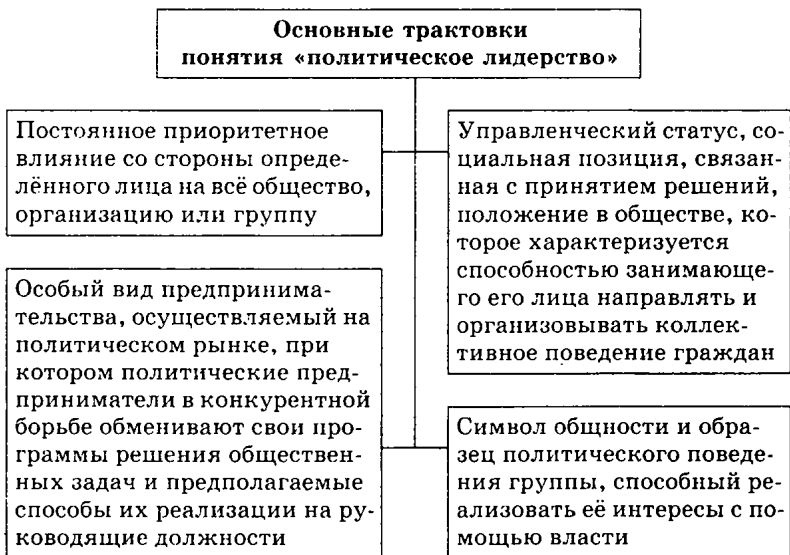 Основные трактовки
понятия «политическое лидерство»
Постоянное приоритетное
влияние со стороны опреде-
лённого лица на всё общество,
организацию или группу
Управленческий статус, со-
циальная позиция, связан-
ная с принятием решений,
положение в обществе, ко-
торое характеризуется
способностью занимающе-
го его лица направлять и
организовывать коллек-
тивное поведение граждан
Особый вид предпринима-
тельства, осуществляемый на
политическом рынке, при
котором политические пред-
приниматели в конкурентной
борьбе обменивают свои про-
граммы решения обществен-
ных задач и предполагаемые
способы их реализации на ру-
ководящие должности
Символ общности и обра-
зец политического поведе-
ния группы, способный ре-
ализовать её интересы с по-
мощью власти